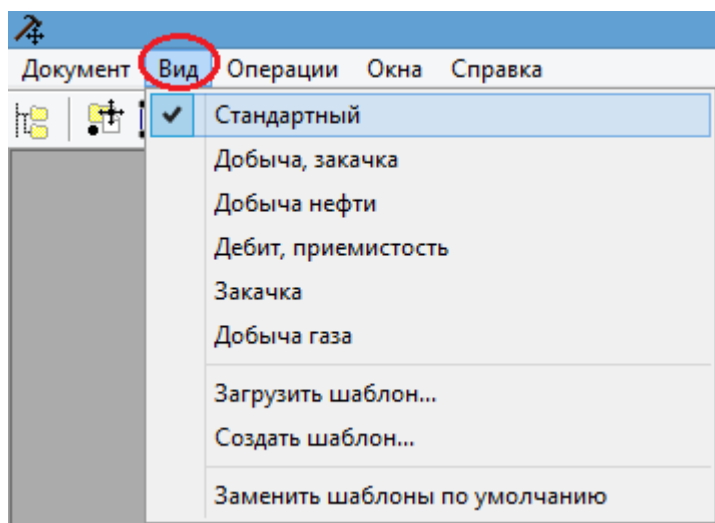 Документ Вид Операции Окна Справка
Стандартный
Добыча, закачка
Добыча нефти
Дебит, приемистость
Закачка
Добыча газа
Загрузить шаблон...
Создать шаблон...
Заменить шаблоны по умолчанию